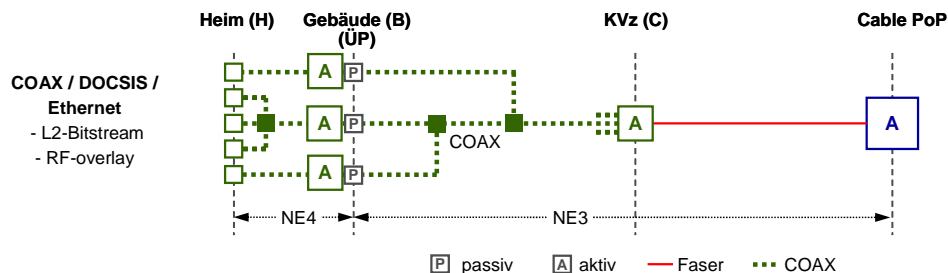 Heim (H)
Gebäude (B)
(ÜP)
KVz (C)
Cable PoP
COAX / DOCSIS /
Ethernet
- L2-Bitstream
- RF-overlay
A
P
A
P
COAX
A
A
A
P
NE4
NE3
P passiv
A aktiv
Faser
COAX